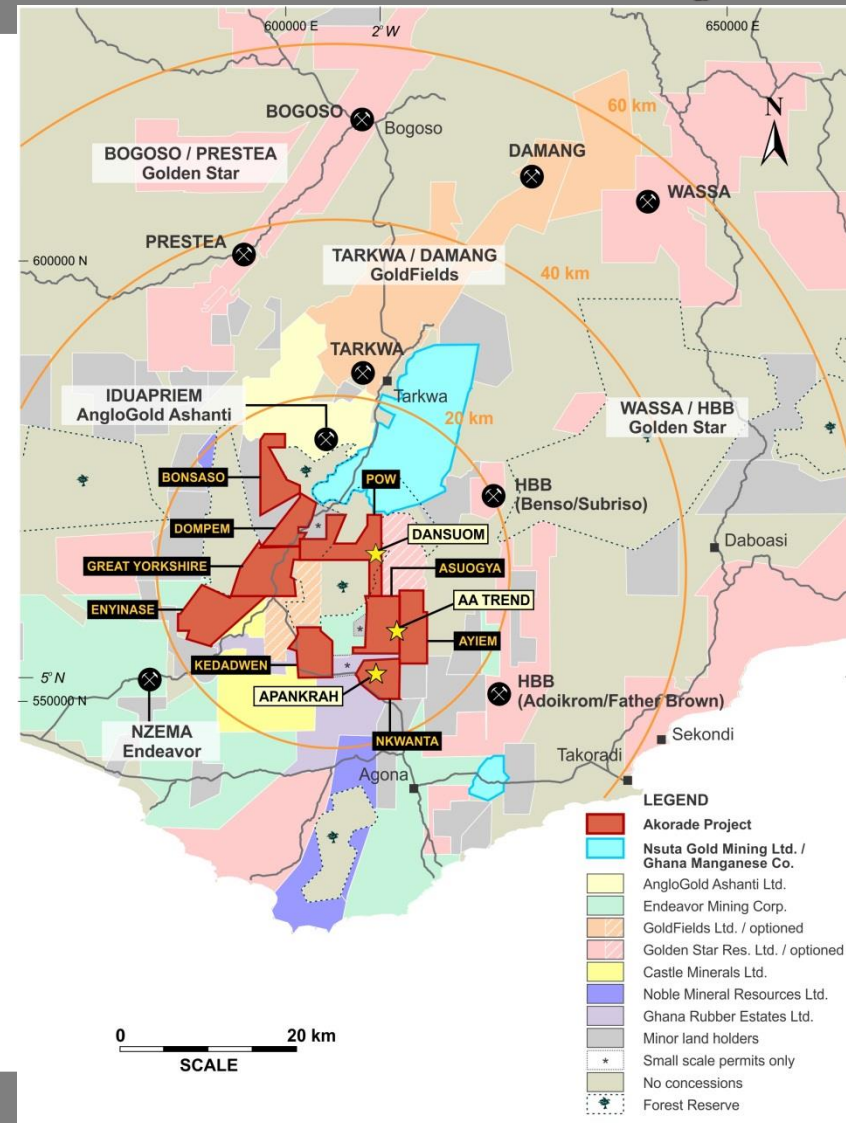 600000 E
2° W
650000 E
60 km
N
BOGOSO
Bogoso
BOGOSO / PRESTEA
Golden Star
DAMANG
WASSA
PRESTEA
600000 N
TARKWA / DAMANG
GoldFields
40 km
TARKWA
Tarkwa
IDUAPRIEM
AngloGold Ashanti
20 km
WASSA / HBB
Golden Star
BONSASO
POW
HBB
(Benso/Subriso)
DOMPEM
DANSUOM
Daboasi
GREAT YORKSHIRE
ASUOGYA
ENYINASE
AA TREND
AYIEM
KEDADWEN
5° N
550000 N
APANKRAH
HBB
(Adoikrom/Father Brown)
NZEMA
Endeavor
NKWANTA
Sekondi
Takoradi
Agona
LEGEND
Akorade Project
Nsuta Gold Mining Ltd. /
Ghana Manganese Co.
AngloGold Ashanti Ltd.
Endeavor Mining Corp.
GoldFields Ltd. / optioned
Golden Star Res. Ltd. / optioned
Castle Minerals Ltd.
Noble Mineral Resources Ltd.
Ghana Rubber Estates Ltd.
Minor land holders
* Small scale permits only
No concessions
Forest Reserve
0 20 km
SCALE